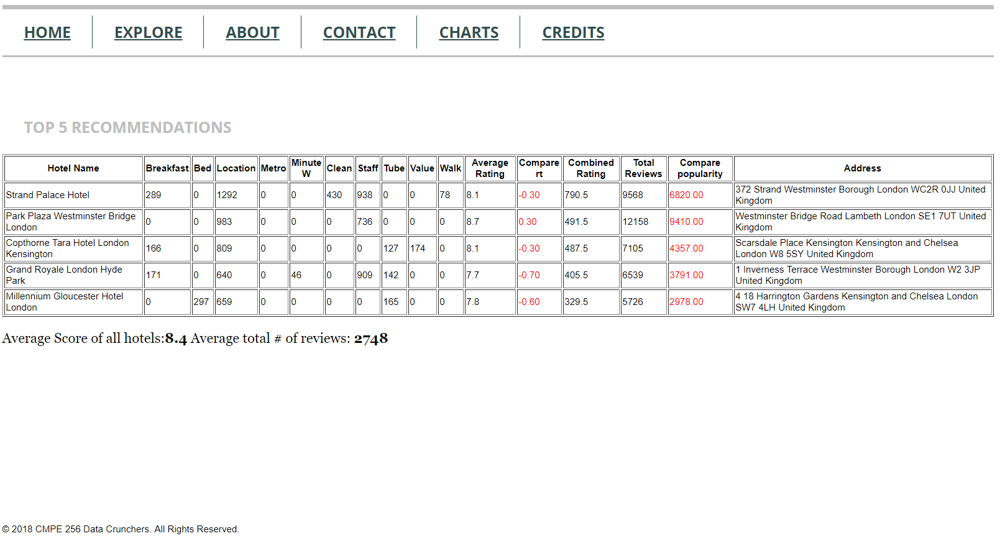 HOME EXPLORE ABOUT CONTACT CHARTS CREDITS
TOP 5 RECOMMENDATIONS
Hotel Name Breakfast Bed Location Metro Minute W Clean Staff Tube Value Walk Average Rating Compare rt Combined Rating Total Reviews Compare popularity Address
Strand Palace Hotel 289 0 1292 0 0 430 938 0 0 78 8.1 -0.30 790.5 9568 6820.00 372 Strand Westminster Borough London WC2R 0JJ United Kingdom
Park Plaza Westminster Bridge London 0 0 983 0 0 0 736 0 0 0 8.7 0.30 491.5 12158 9410.00 Westminster Bridge Road Lambeth London SE1 7UT United Kingdom
Copthorne Tara Hotel London Kensington 166 0 809 0 0 0 0 127 174 0 8.1 -0.30 487.5 7105 4357.00 Scarsdale Place Kensington Kensington and Chelsea London W8 5SY United Kingdom
Grand Royale London Hyde Park 171 0 640 0 46 0 909 142 0 0 7.7 -0.70 405.5 6539 3791.00 1 Inverness Terrace Westminster Borough London W2 3JP United Kingdom
Millennium Gloucester Hotel London 0 297 659 0 0 0 0 165 0 0 7.8 -0.60 329.5 5726 2978.00 4 18 Harrington Gardens Kensington and Chelsea London SW7 4LH United Kingdom
Average Score of all hotels:8.4 Average total # of reviews: 2748
© 2018 CMPE 256 Data Crunchers. All Rights Reserved.